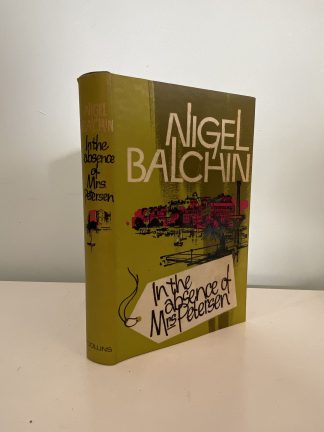 NIGEL
BALCHIN
In the
absence of
Mrs Petersen
NIGEL
BALCHIN
In the
absence
of
Mrs
Petersen
COLLINS